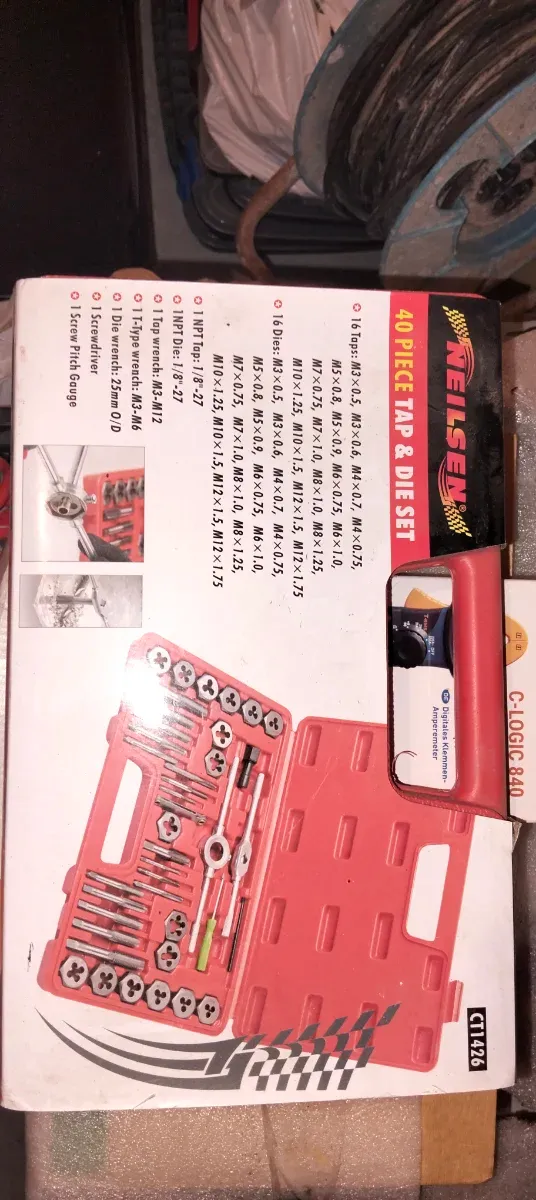 NEILSEN®
40 PIECE TAP & DIE SET
16 Taps: M3×0.5, M3×0.6, M4×0.7, M4×0.75,
M5×0.8, M5×0.9, M6×0.75, M6×1.0,
M7×0.75, M7×1.0, M8×1.0, M8×1.25,
M10×1.25, M10×1.5, M12×1.5, M12×1.75
16 Dies: M3×0.5, M3×0.6, M4×0.7, M4×0.75,
M5×0.8, M5×0.9, M6×0.75, M6×1.0,
M7×0.75, M7×1.0, M8×1.0, M8×1.25,
M10×1.25, M10×1.5, M12×1.5, M12×1.75
1 NPT Tap: 1/8"-27
1NPT Die: 1/8"-27
1 Tap wrench: M3-M12
1 T-Type wrench: M3-M6
1 Die wrench: 25mm O/D
1 Screwdriver
1 Screw Pitch Gauge
CT1426
C-LOGIC 840
DE Digitales Klemmen-
Amperemeter